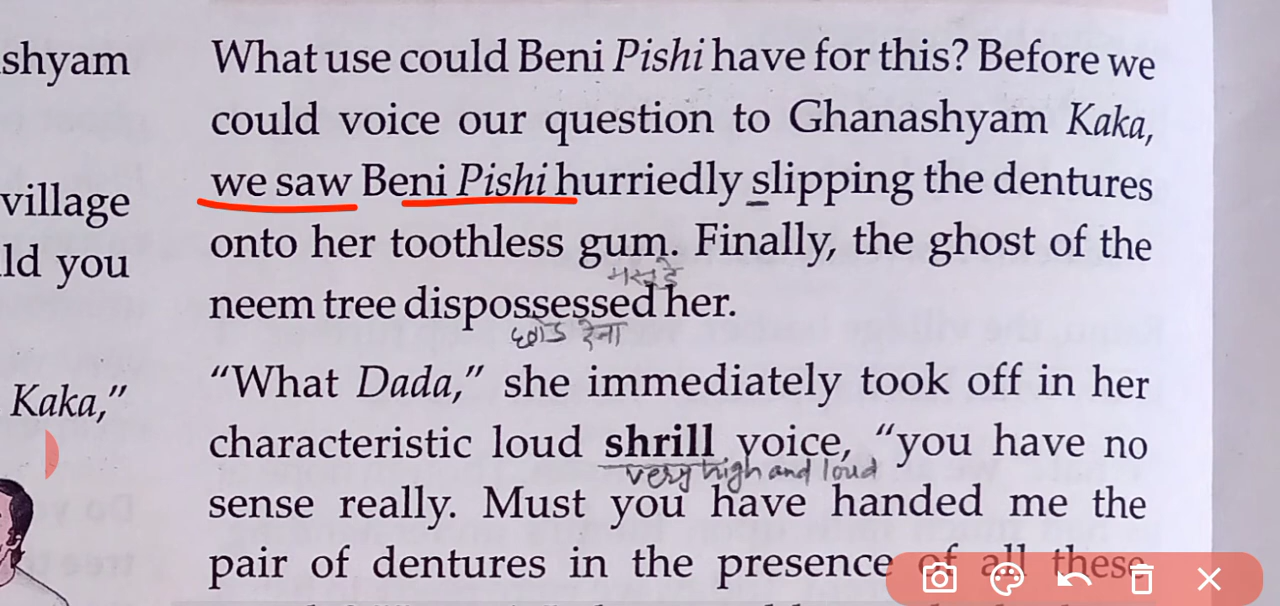 shyam
village
ld you
Kaka,”
What use could Beni Pishi have for this? Before we
could voice our question to Ghanashyam Kaka,
we saw Beni Pishi hurriedly slipping the dentures
onto her toothless gum. Finally, the ghost of the
मसूड़े
neem tree dispossessed her.
छोड देना
“What Dada,” she immediately took off in her
characteristic loud shrill voice, “you have no
very high and loud
sense really. Must you have handed me the
pair of dentures in the presence of all these